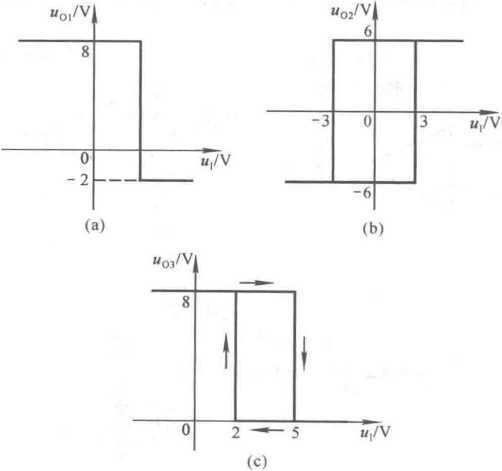 u_O1/V
8
0
u_I/V
-2
(a)
u_O2/V
6
-3
0
3
u_I/V
-6
(b)
u_O3/V
8
0
2
5
u_I/V
(c)